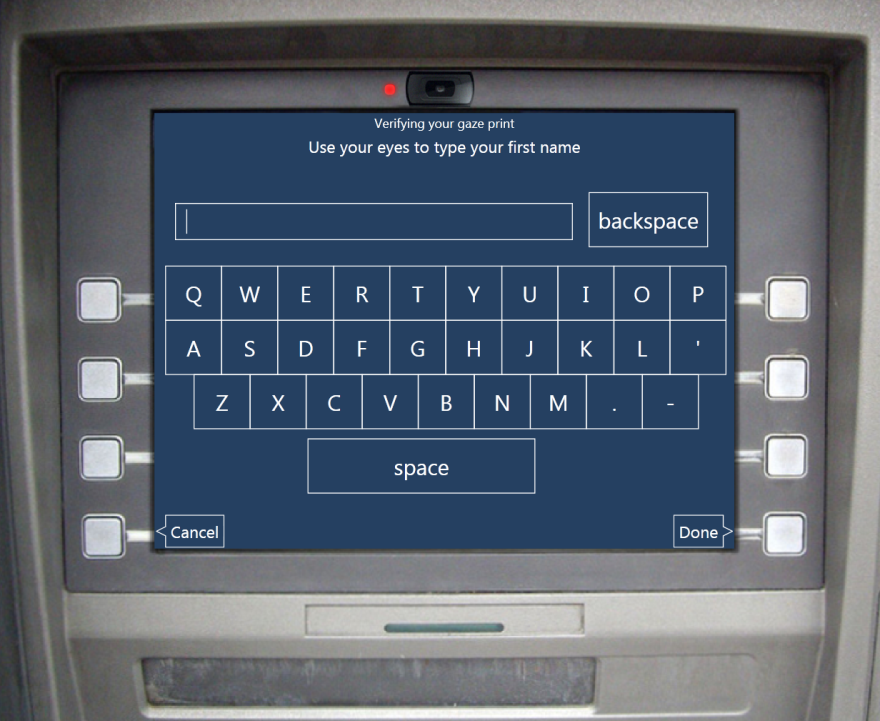 Verifying your gaze print
Use your eyes to type your first name
backspace
Q W E R T Y U I O P
A S D F G H J K L '
Z X C V B N M . -
space
Cancel Done